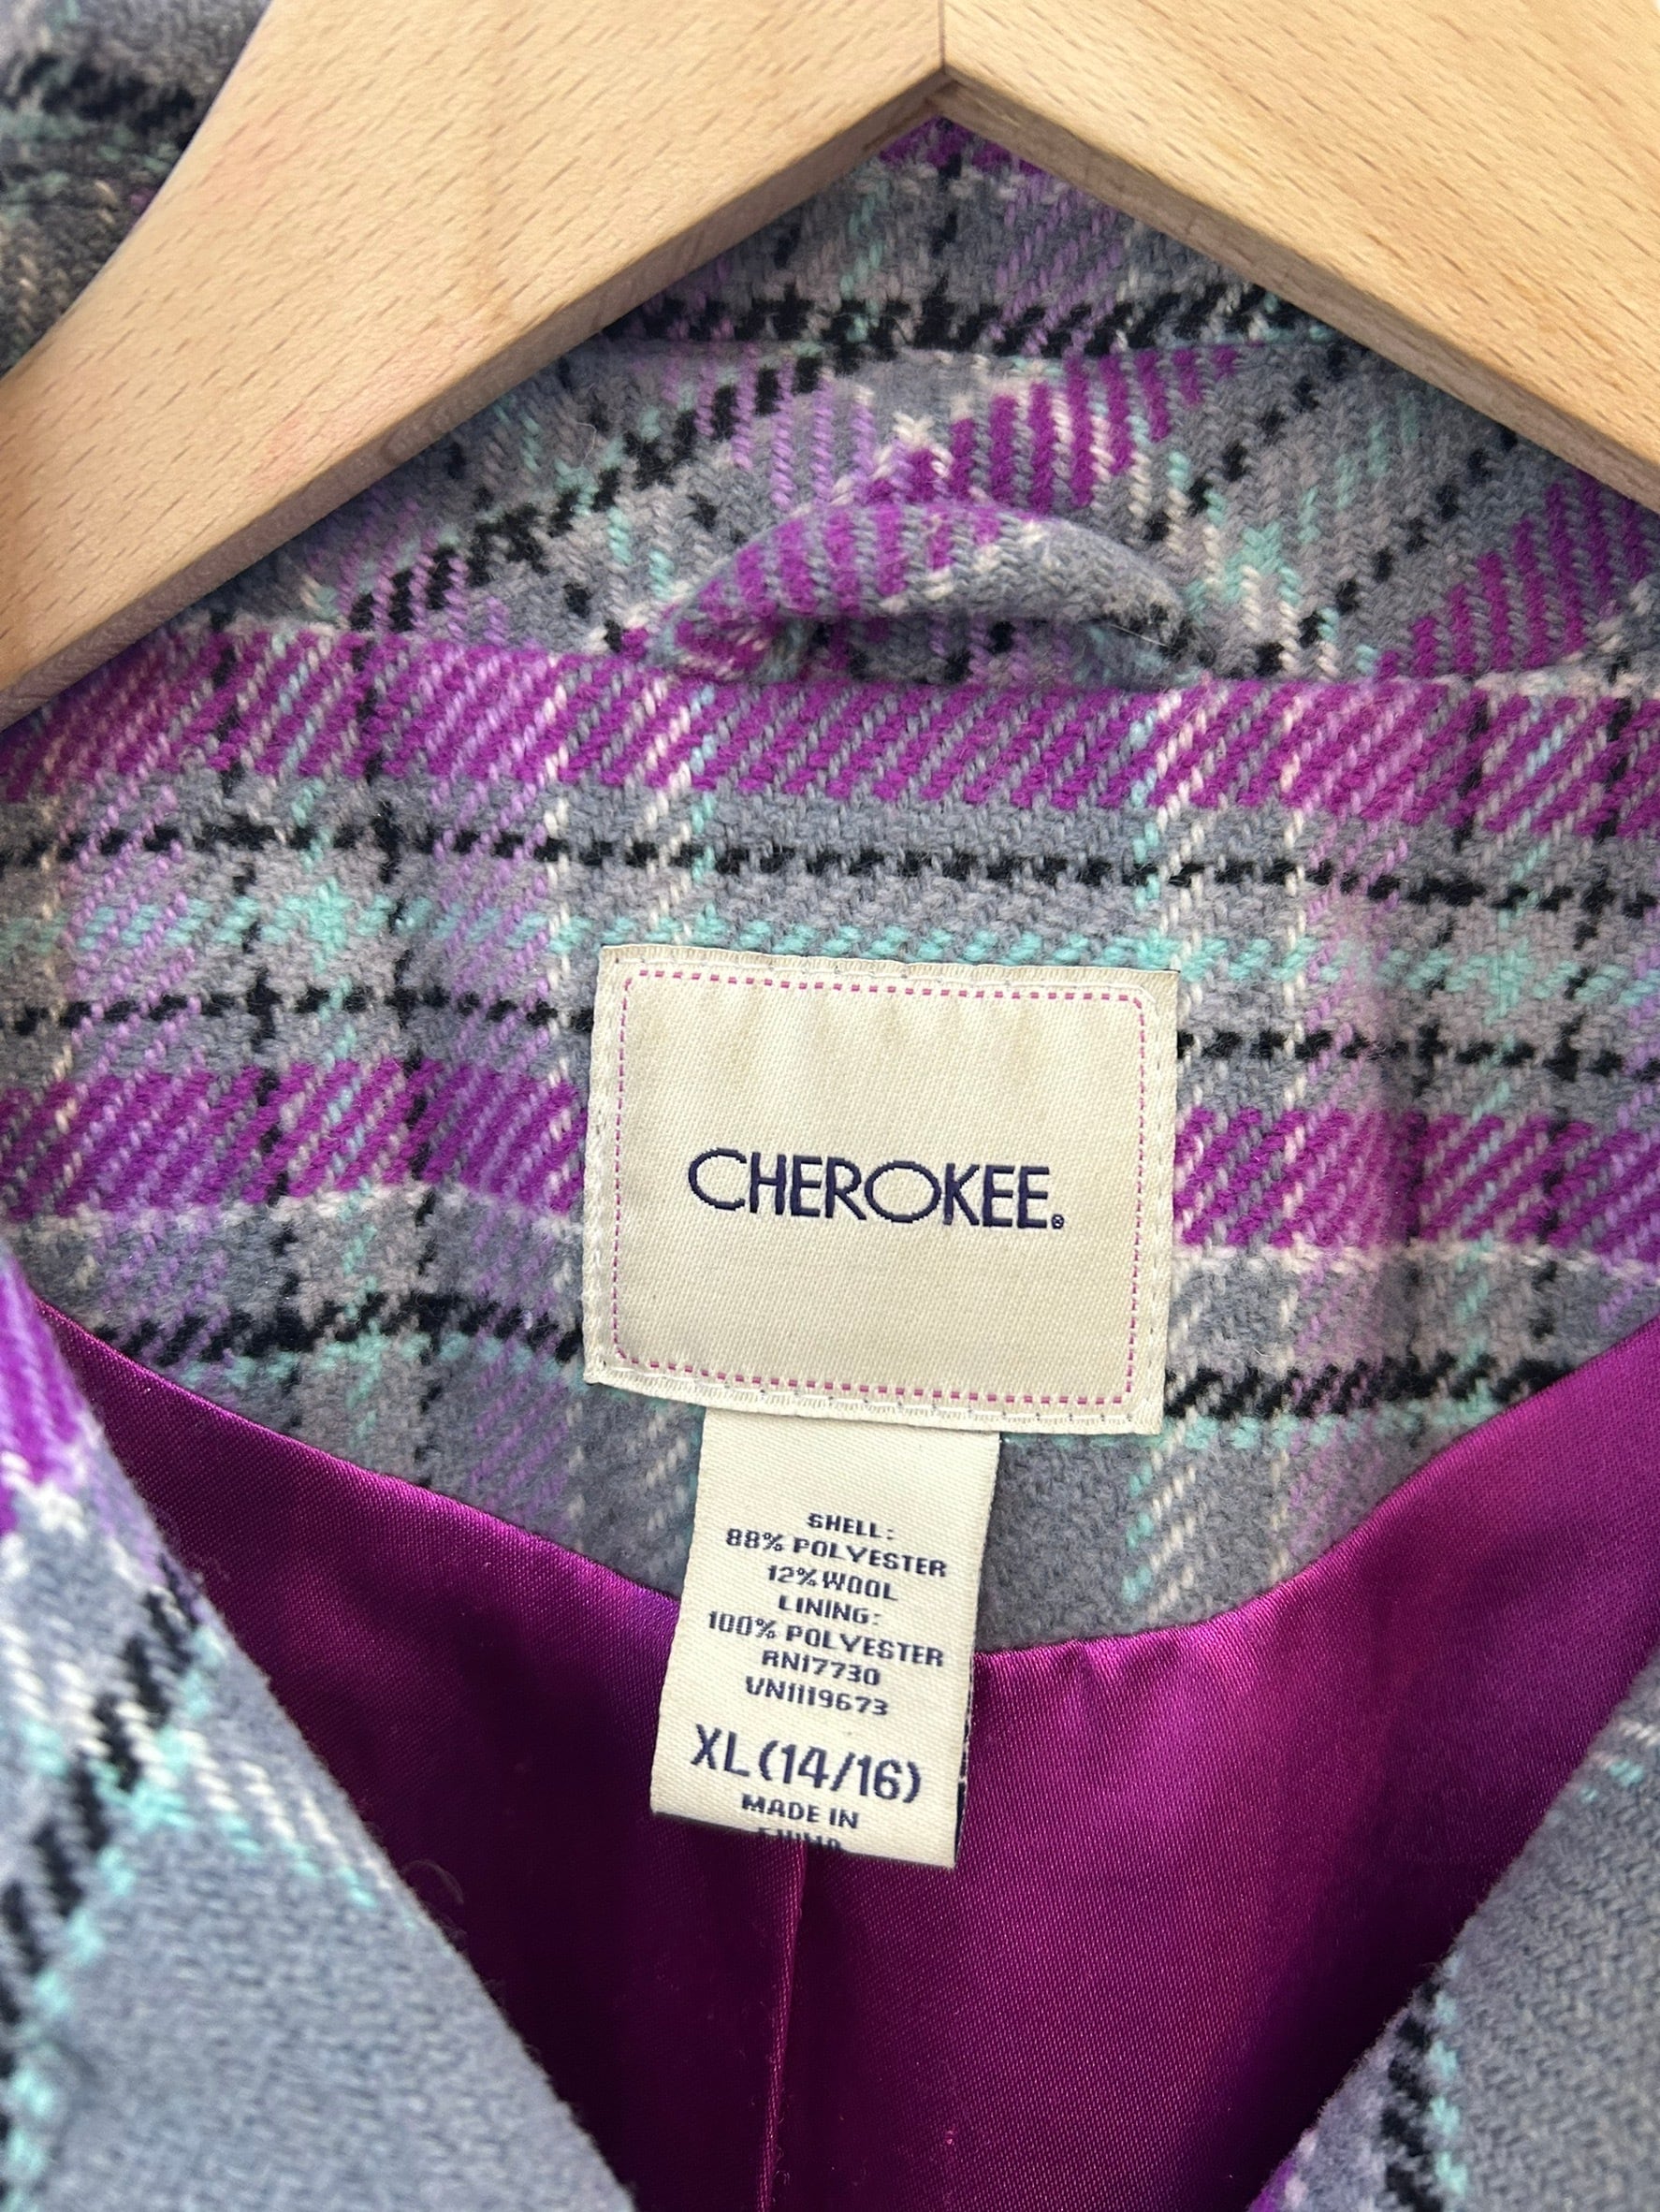 CHEROKEE®
SHELL:
88% POLYESTER
12% WOOL
LINING:
100% POLYESTER
RN17730
VN1119673
XL(14/16)
MADE IN